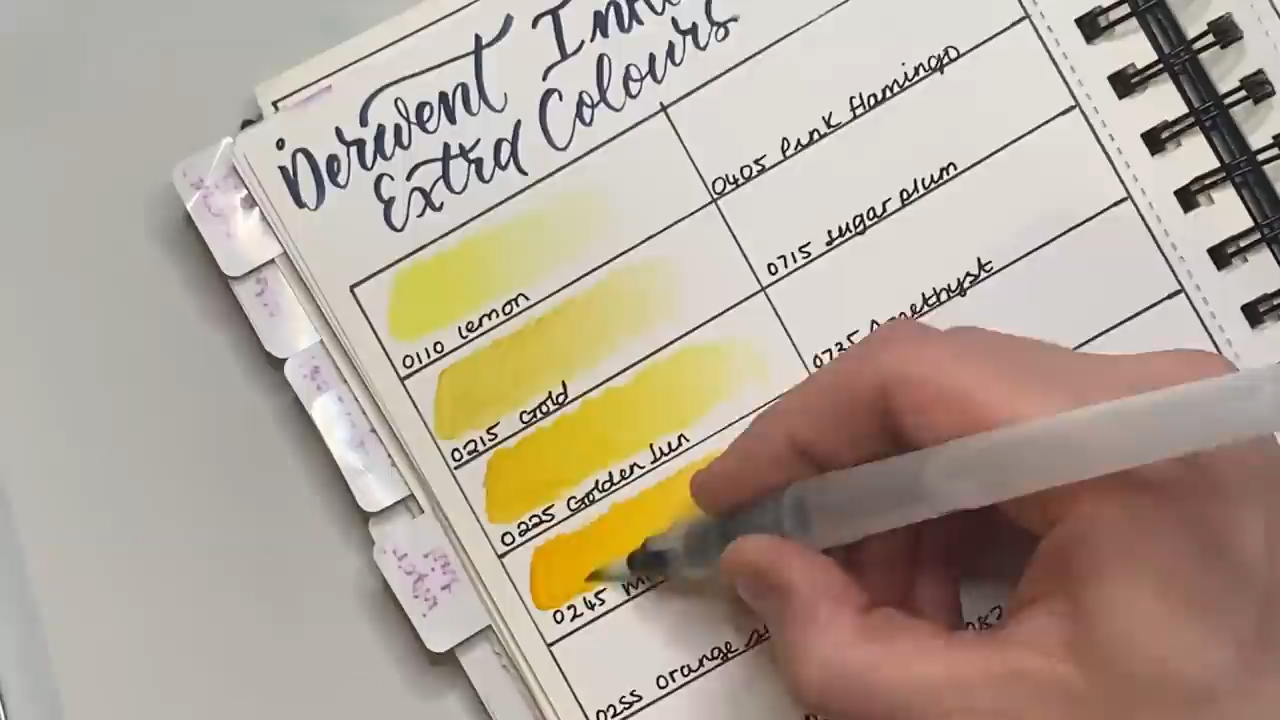 Derwent
Extra Colours
0110 lemon
0215 Gold
0225 Golden Sun
0245
0255 orange
0405 Pink flamingo
0715 sugar plum
0735 Amethyst